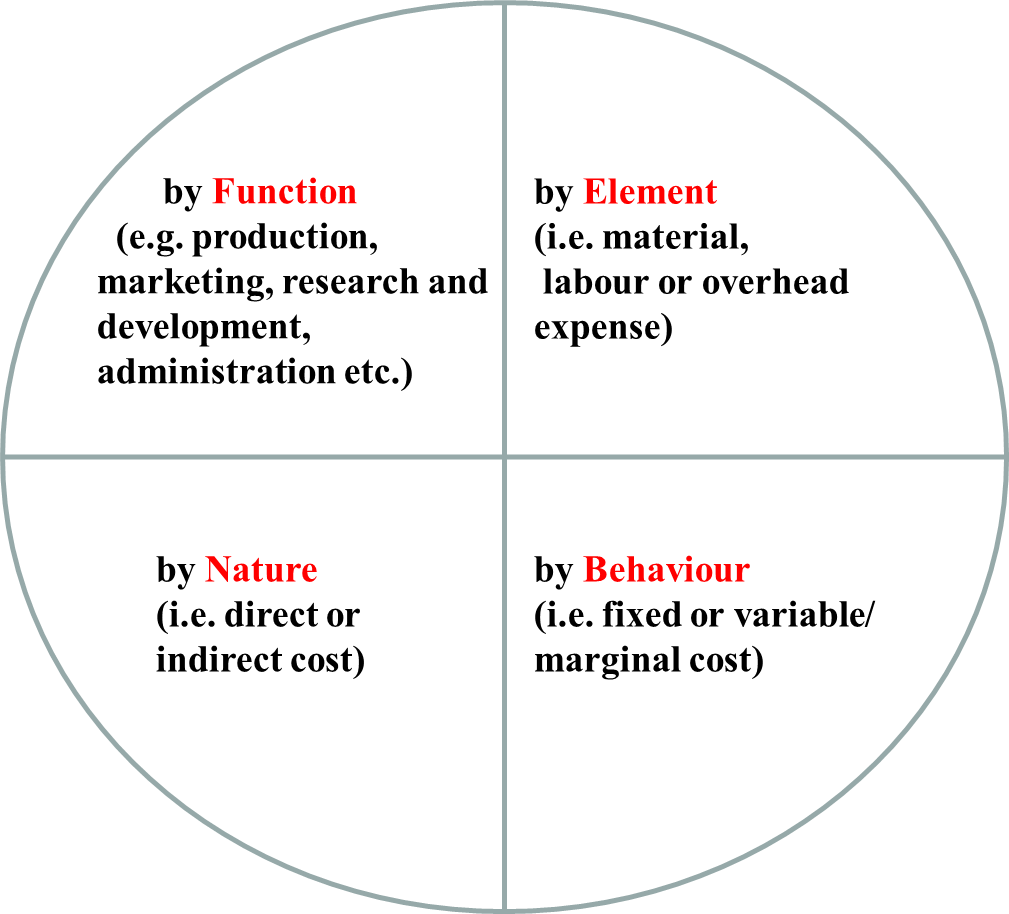 by Function
(e.g. production,
marketing, research and
development,
administration etc.)
by Element
(i.e. material,
labour or overhead
expense)
by Nature
(i.e. direct or
indirect cost)
by Behaviour
(i.e. fixed or variable/
marginal cost)